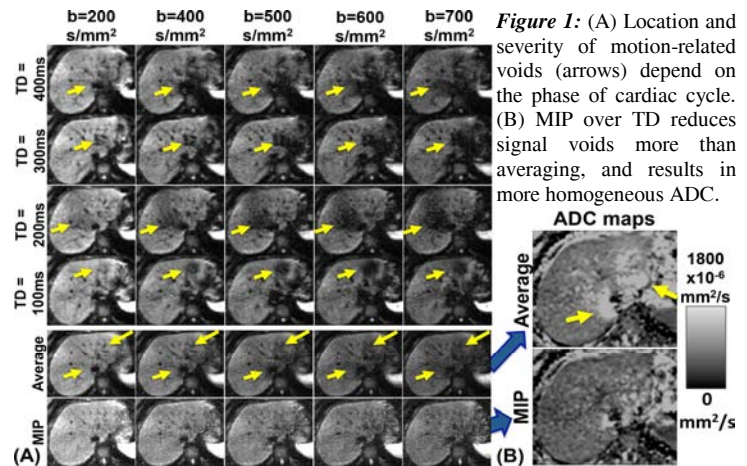 b=200 b=400 b=500 b=600 b=700
s/mm² s/mm² s/mm² s/mm² s/mm²
TD = 400ms
TD = 300ms
TD = 200ms
TD = 100ms
Average
MIP
(A)
Figure 1: (A) Location and
severity of motion-related
voids (arrows) depend on
the phase of cardiac cycle.
(B) MIP over TD reduces
signal voids more than
averaging, and results in
more homogeneous ADC.
ADC maps
Average
MIP
(B)
1800
x10⁻⁶
mm²/s
0
mm²/s